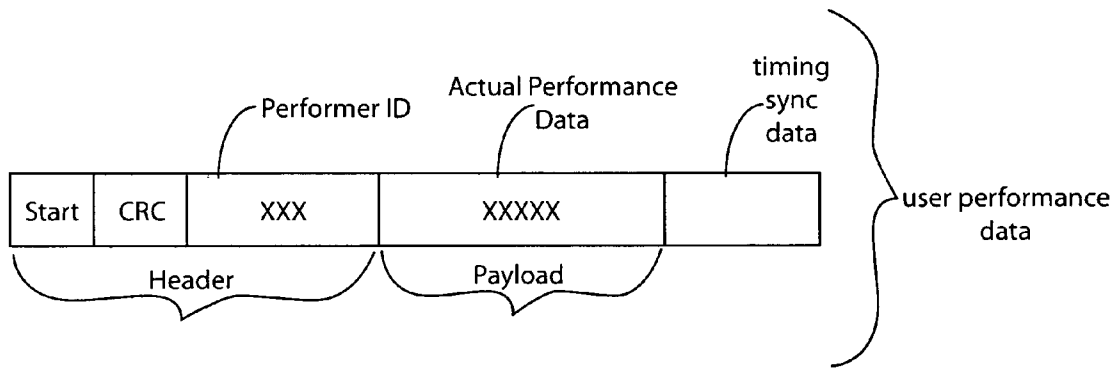 timing
sync
data
Actual Performance
Data
Performer ID
Start CRC XXX XXXXX
user performance
data
Header
Payload